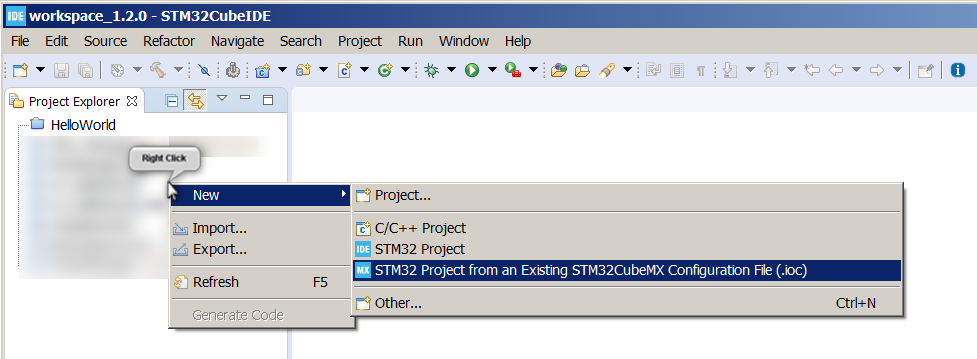 IDE workspace_1.2.0 - STM32CubeIDE
File Edit Source Refactor Navigate Search Project Run Window Help
Project Explorer
HelloWorld
Right Click
New
Project...
Import...
C/C++ Project
Export...
IDE STM32 Project
MX STM32 Project from an Existing STM32CubeMX Configuration File (.ioc)
Refresh F5
Other... Ctrl+N
Generate Code